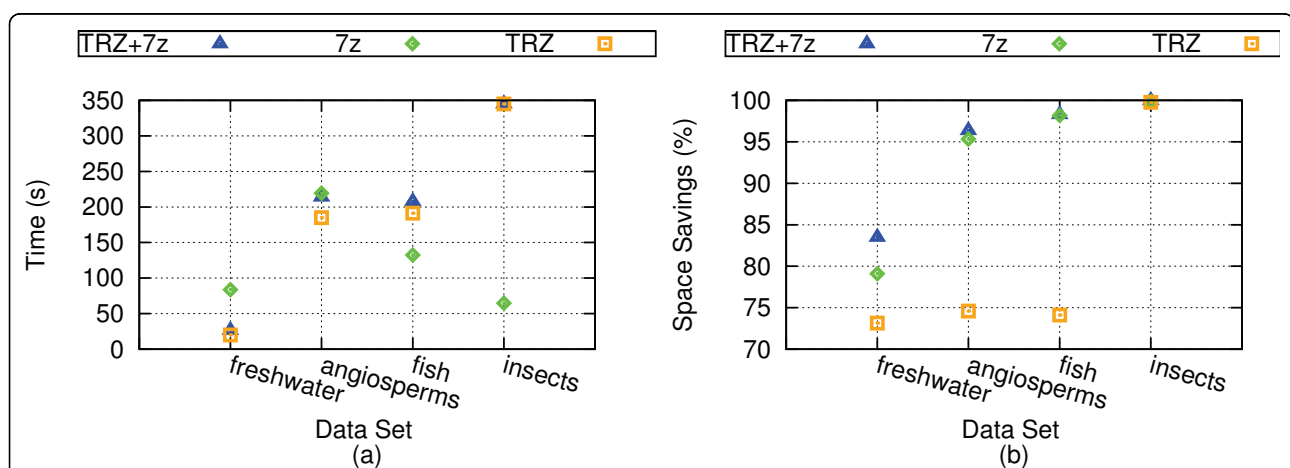 TRZ+7z 7z TRZ
350
300
250
200
150
100
50
0
Time (s)
freshwater angiosperms fish insects
Data Set
(a)
TRZ+7z 7z TRZ
100
95
90
85
80
75
70
Space Savings (%)
freshwater angiosperms fish insects
Data Set
(b)